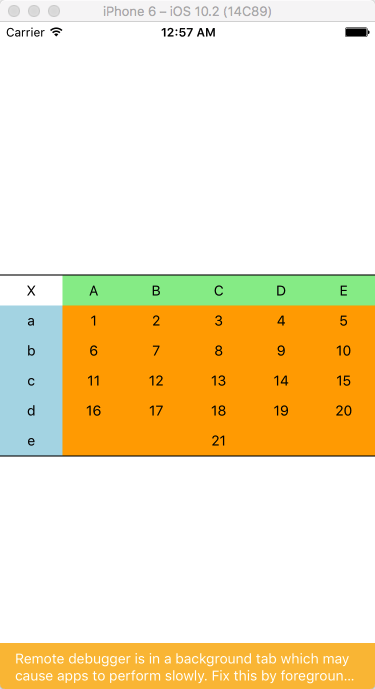 iPhone 6 – iOS 10.2 (14C89)
Carrier 12:57 AM
X A B C D E
a 1 2 3 4 5
b 6 7 8 9 10
c 11 12 13 14 15
d 16 17 18 19 20
e 21
Remote debugger is in a background tab which may
cause apps to perform slowly. Fix this by foregroun...